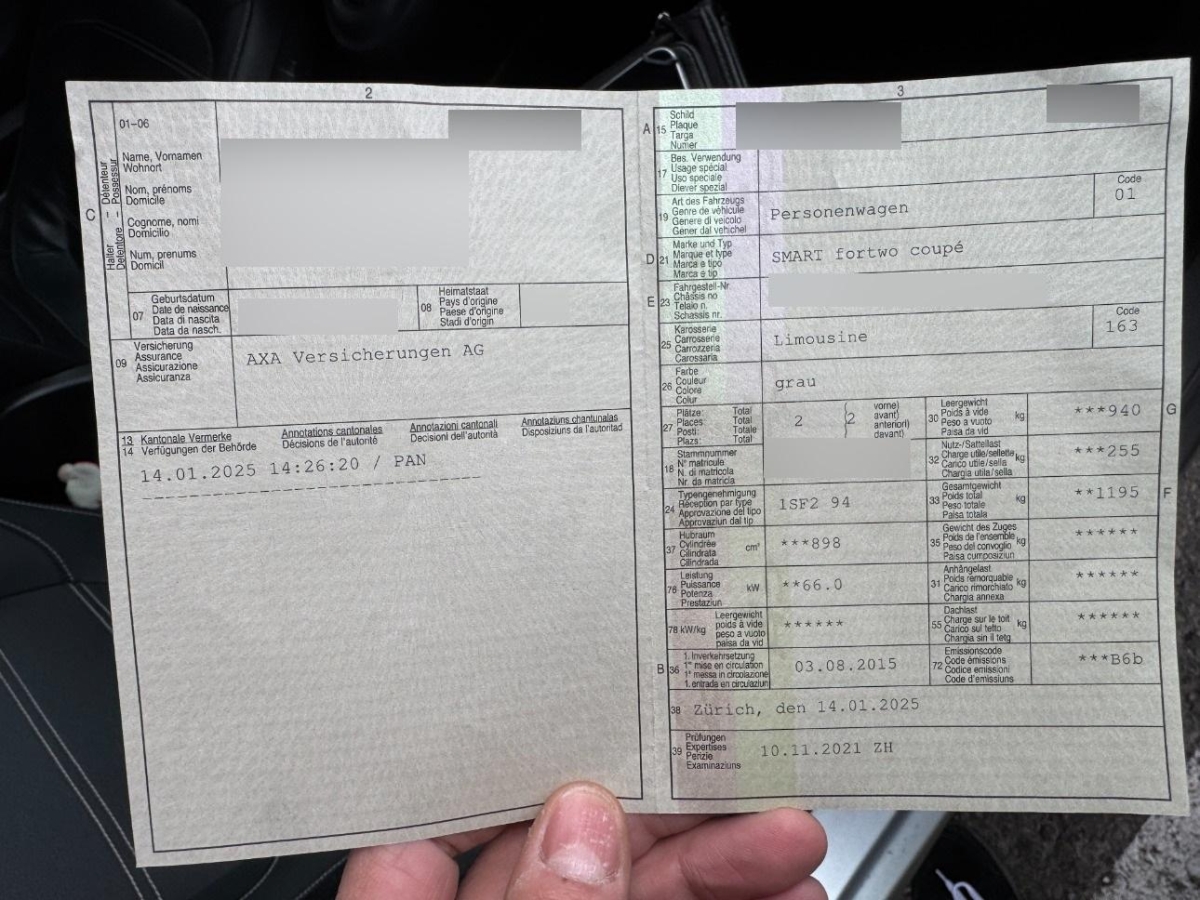 2
01-06
C
Halter - Détenteur
Detentore - Possessur
Name, Vornamen
Wohnort
Nom, prénoms
Domicile
Cognome, nomi
Domicilio
Num, prenums
Domicil
07
Geburtsdatum
Date de naissance
Data di nascita
Data da nasch.
08
Heimatstaat
Pays d'origine
Paese d'origine
Stadi d'origin
09
Versicherung
Assurance
Assicurazione
Assicuranza
AXA Versicherungen AG
13 Kantonale Vermerke Annotations cantonales Annotazioni cantonali Annotaziuns chantunalas
14 Verfügungen der Behörde Décisions de l'autorité Decisioni dell'autorità Disposiziuns da l'autoritad
14.01.2025 14:26:20 / PAN
3
A 15
Schild
Plaque
Targa
Numer
17
Bes. Verwendung
Usage spécial
Uso speciale
Diever spezial
19
Art des Fahrzeugs
Genre de véhicule
Genere di veicolo
Gener dal vehichel
Personenwagen
Code
01
D 21
Marke und Typ
Marque et type
Marca e tipo
Marca e tip
SMART fortwo coupé
E 23
Fahrgestell-Nr.
Châssis no
Telaio n.
Schassis nr.
25
Karosserie
Carrosserie
Carrozzeria
Carossaria
Limousine
Code
163
26
Farbe
Couleur
Colore
Colur
grau
27
Plätze: Total
Places: Total
Posti: Totale
Plazs: Total
2 (2
vorne)
avant)
anteriori)
davant)
30
Leergewicht
Poids à vide
Peso a vuoto
Paisa da vid
kg
***940
G
18
Stammnummer
N° matricule
N. di matricola
Nr. da matricla
32
Nutz-/Sattellast
Charge utile/sellette
Carico utile/sella
Chargia utila/sella
kg
***255
24
Typengenehmigung
Réception par type
Approvazione del tipo
Approvaziun dal tip
1SF2 94
33
Gesamtgewicht
Poids total
Peso totale
Paisa totala
kg
**1195
F
37
Hubraum
Cylindrée
Cilindrata
Cilindrada
cm³
***898
35
Gewicht des Zuges
Poids de l'ensemble
Peso del convoglio
Paisa cumposiziun
kg
******
76
Leistung
Puissance
Potenza
Prestaziun
kW
**66.0
31
Anhängelast
Poids remorquable
Carico rimorchiato
Chargia annexa
kg
******
78 kW/kg
Leergewicht
poids à vide
peso a vuoto
paisa da vid
******
55
Dachlast
Charge sur le toit
Carico sul tetto
Chargia sin il tetg
kg
******
B 36
1. Inverkehrsetzung
1re mise en circulation
1a messa in circolazione
1. entrada en circulaziun
03.08.2015
72
Emissionscode
Code émissions
Codice emissioni
Code d'emissiuns
***B6b
38 Zürich, den 14.01.2025
39
Prüfungen
Expertises
Perizie
Examinaziuns
10.11.2021 ZH